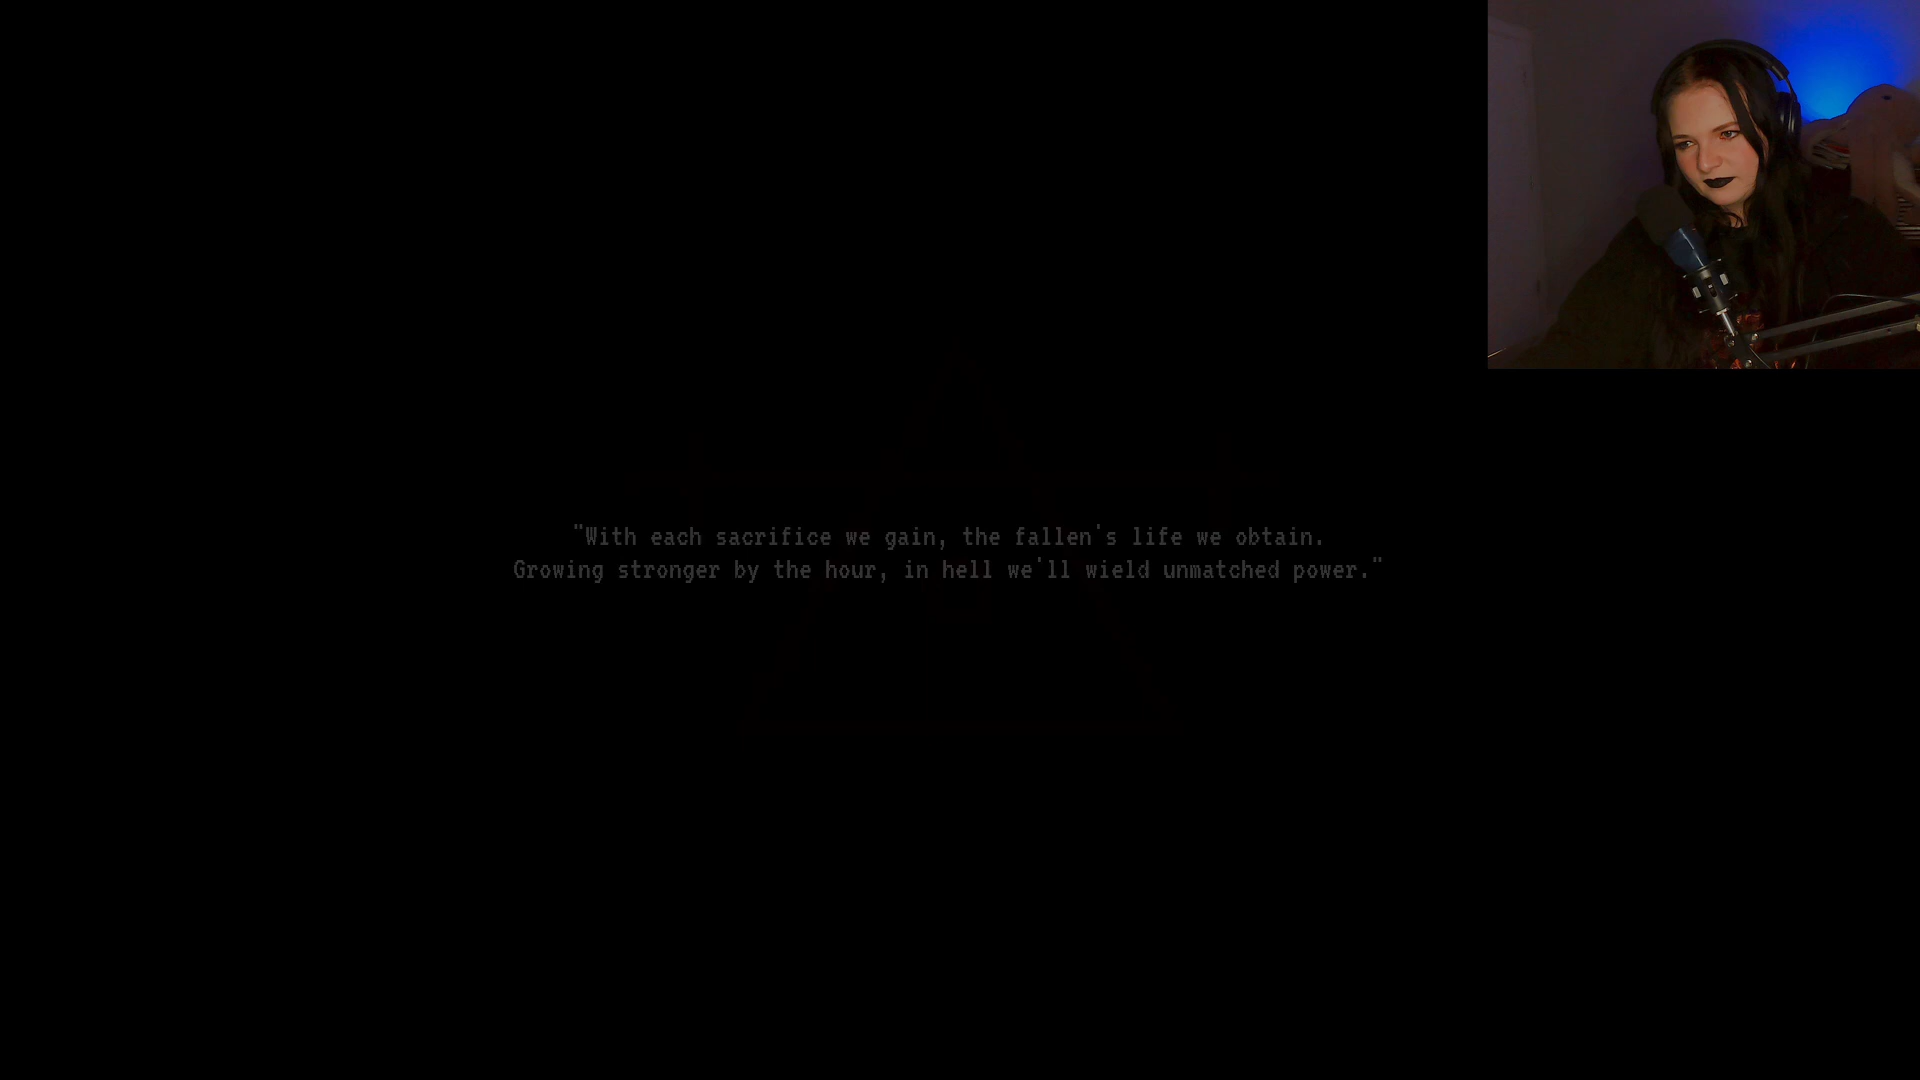 "With each sacrifice we gain, the fallen's life we obtain.
Growing stronger by the hour, in hell we'll wield unmatched power."